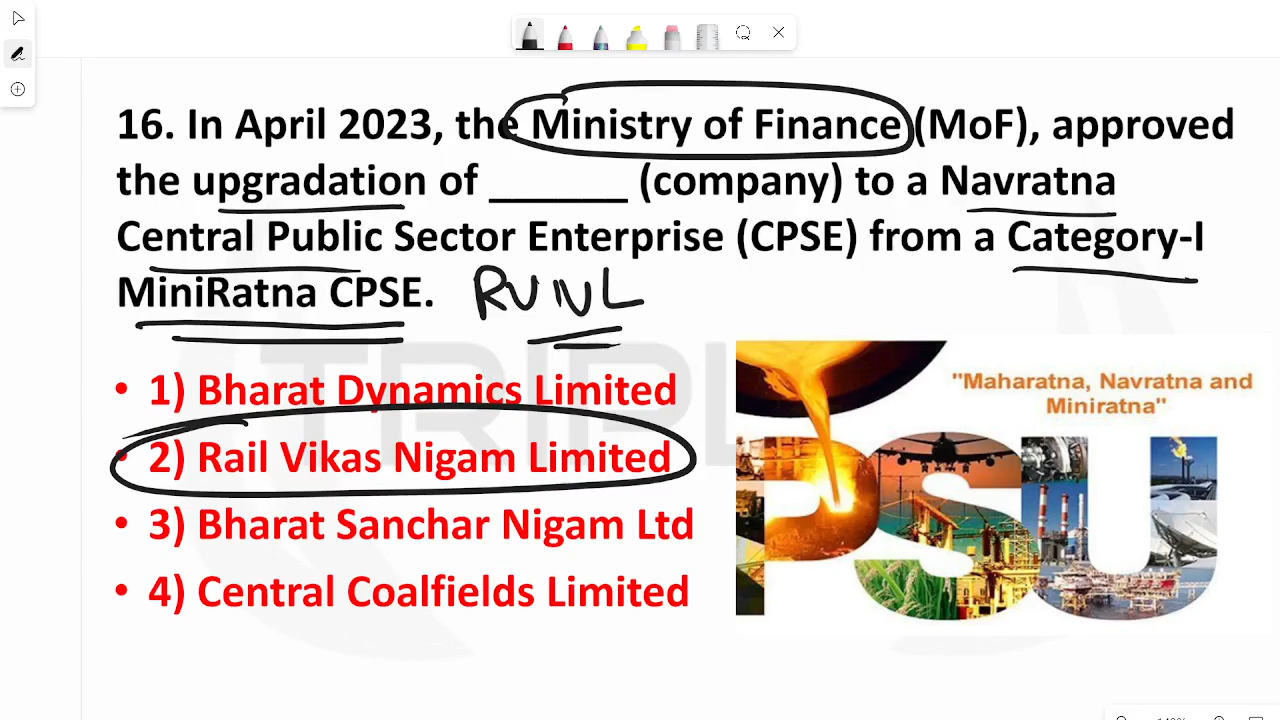 16. In April 2023, the Ministry of Finance (MoF), approved
the upgradation of ______ (company) to a Navratna
Central Public Sector Enterprise (CPSE) from a Category-I
MiniRatna CPSE. RVNL
• 1) Bharat Dynamics Limited
• 2) Rail Vikas Nigam Limited
• 3) Bharat Sanchar Nigam Ltd
• 4) Central Coalfields Limited
"Maharatna, Navratna and
Miniratna"
PSU
TRIPL